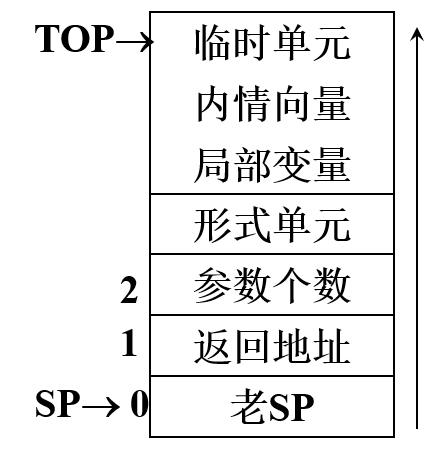 TOP→ 临时单元
内情向量
局部变量
形式单元
2 参数个数
1 返回地址
SP→ 0 老SP